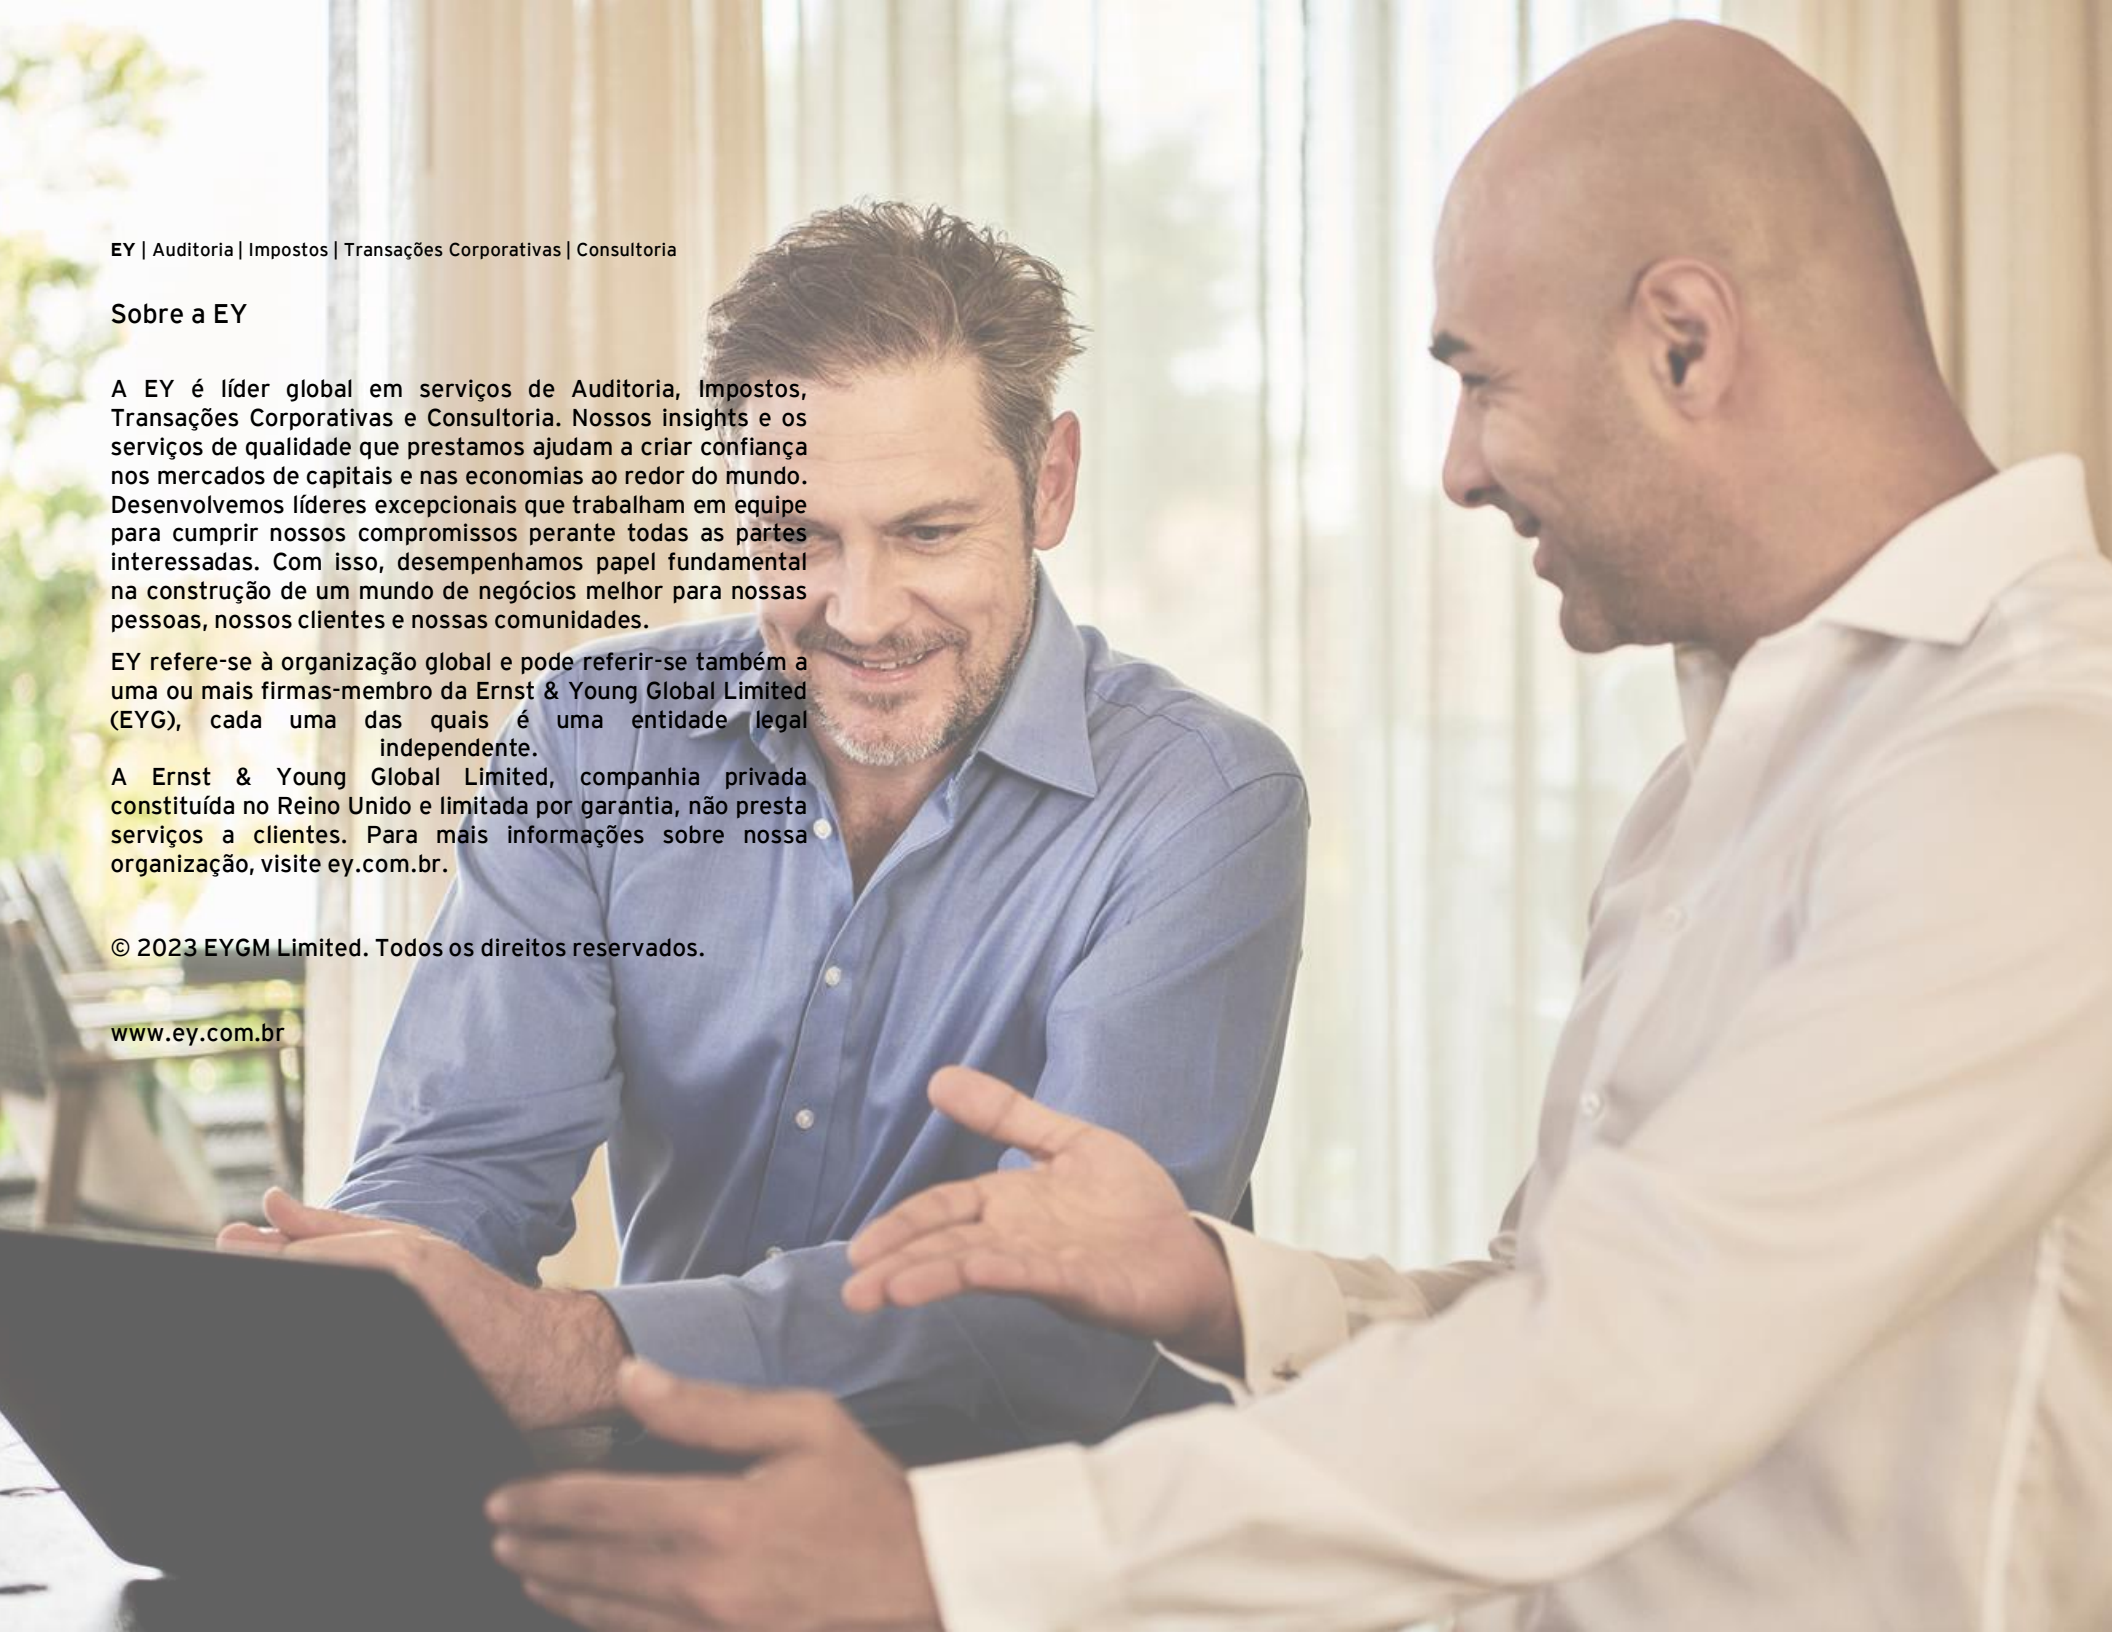 EY | Auditoria | Impostos | Transações Corporativas | Consultoria
Sobre a EY
A EY é líder global em serviços de Auditoria, Impostos,
Transações Corporativas e Consultoria. Nossos insights e os
serviços de qualidade que prestamos ajudam a criar confiança
nos mercados de capitais e nas economias ao redor do mundo.
Desenvolvemos líderes excepcionais que trabalham em equipe
para cumprir nossos compromissos perante todas as partes
interessadas. Com isso, desempenhamos papel fundamental
na construção de um mundo de negócios melhor para nossas
pessoas, nossos clientes e nossas comunidades.
EY refere-se à organização global e pode referir-se também a
uma ou mais firmas-membro da Ernst & Young Global Limited
(EYG), cada uma das quais é uma entidade legal
independente.
A Ernst & Young Global Limited, companhia privada
constituída no Reino Unido e limitada por garantia, não presta
serviços a clientes. Para mais informações sobre nossa
organização, visite ey.com.br.
© 2023 EYGM Limited. Todos os direitos reservados.
www.ey.com.br